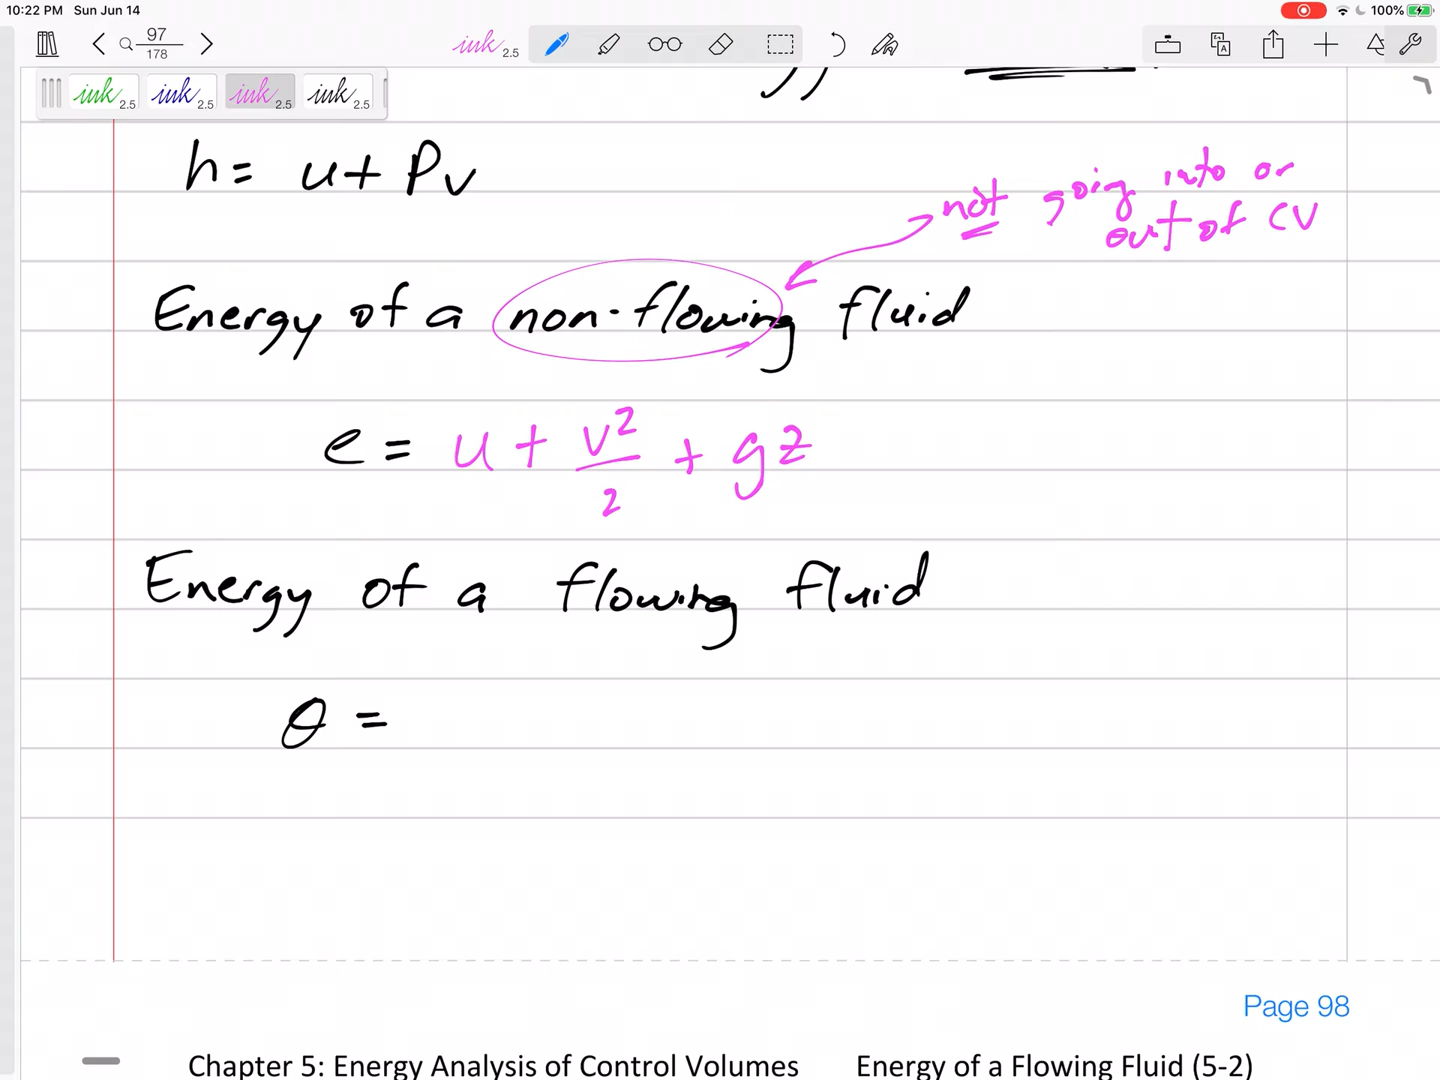 10:22 PM Sun Jun 14
100%
97
178
ink 2.5
ink 2.5 ink 2.5 ink 2.5 ink 2.5
h = u + Pv
not going into or
out of CV
Energy of a non-flowing fluid
e = u + v²/2 + gz
Energy of a flowing fluid
θ =
Page 98
Chapter 5: Energy Analysis of Control Volumes Energy of a Flowing Fluid (5-2)